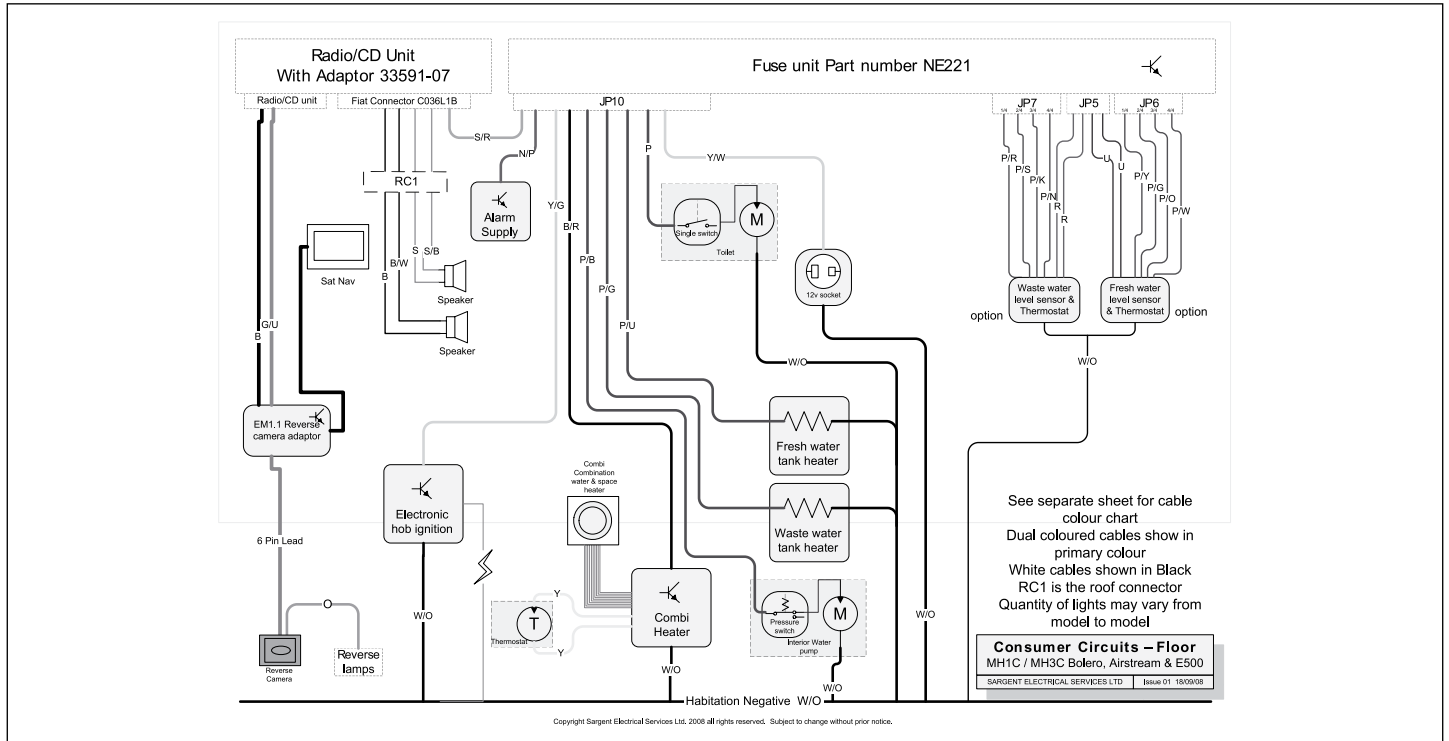 Radio/CD Unit
With Adaptor 33591-07
Fuse unit Part number NE221
Radio/CD unit
Fiat Connector C036L1B
JP10
JP7
JP5
JP6
1/4 2/4 3/4 4/4
1/4 2/4 3/4 4/4
S/R
N/P
P
Y/W
RC1
Alarm
Supply
Y/G
B/R
P/B
P/G
P/U
Single switch
M
Toilet
12v socket
P/R
P/S
P/K
P/N
R
R
U
U
P/Y
P/G
P/O
P/W
Sat Nav
B
B/W
S
S/B
Speaker
Speaker
B
G/U
Waste water
level sensor &
Thermostat
option
Fresh water
level sensor
& Thermostat
option
W/O
W/O
EM1.1 Reverse
camera adaptor
Fresh water
tank heater
Electronic
hob ignition
Combi
Combination
water & space
heater
Waste water
tank heater
6 Pin Lead
O
Reverse
Camera
Reverse
lamps
W/O
Thermostat
T
Y
Y
Combi
Heater
W/O
Pressure
switch
M
Interior Water
pump
W/O
W/O
See separate sheet for cable
colour chart
Dual coloured cables show in
primary colour
White cables shown in Black
RC1 is the roof connector
Quantity of lights may vary from
model to model
Consumer Circuits – Floor
MH1C / MH3C Bolero, Airstream & E500
SARGENT ELECTRICAL SERVICES LTD
Issue 01 18/09/08
Habitation Negative W/O
Copyright Sargent Electrical Services Ltd. 2008 all rights reserved. Subject to change without prior notice.